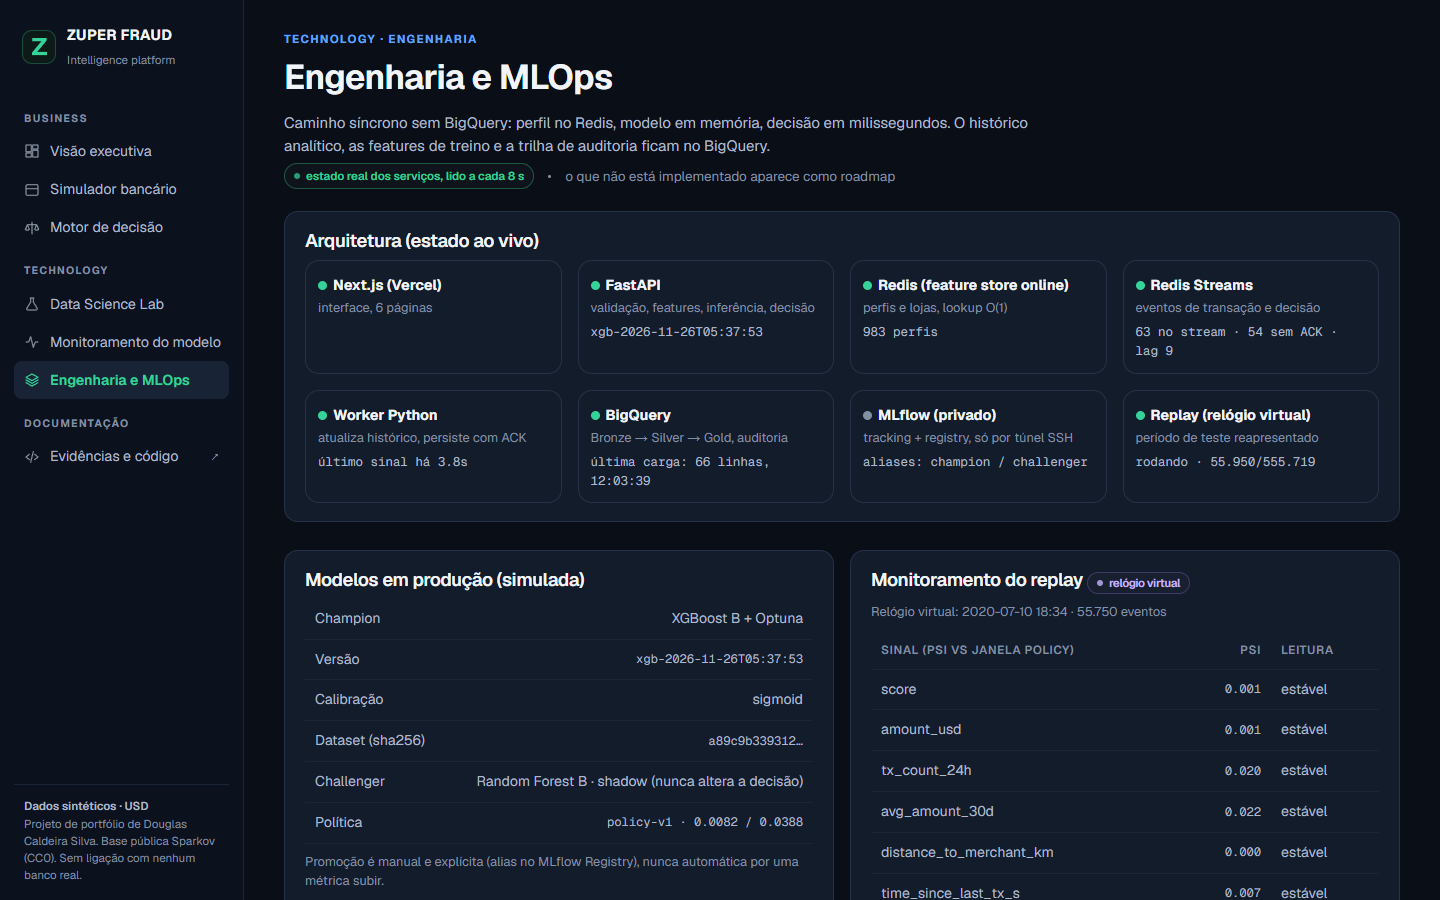 Z
ZUPER FRAUD
Intelligence platform
BUSINESS
Visão executiva
Simulador bancário
Motor de decisão
TECHNOLOGY
Data Science Lab
Monitoramento do modelo
Engenharia e MLOps
DOCUMENTAÇÃO
Evidências e código ↗
Dados sintéticos · USD
Projeto de portfólio de Douglas
Caldeira Silva. Base pública Sparkov
(CC0). Sem ligação com nenhum
banco real.
TECHNOLOGY · ENGENHARIA
Engenharia e MLOps
Caminho síncrono sem BigQuery: perfil no Redis, modelo em memória, decisão em milissegundos. O histórico
analítico, as features de treino e a trilha de auditoria ficam no BigQuery.
estado real dos serviços, lido a cada 8 s • o que não está implementado aparece como roadmap
Arquitetura (estado ao vivo)
Next.js (Vercel)
interface, 6 páginas
FastAPI
validação, features, inferência, decisão
xgb-2026-11-26T05:37:53
Redis (feature store online)
perfis e lojas, lookup O(1)
983 perfis
Redis Streams
eventos de transação e decisão
63 no stream · 54 sem ACK ·
lag 9
Worker Python
atualiza histórico, persiste com ACK
último sinal há 3.8s
BigQuery
Bronze → Silver → Gold, auditoria
última carga: 66 linhas,
12:03:39
MLflow (privado)
tracking + registry, só por túnel SSH
aliases: champion / challenger
Replay (relógio virtual)
período de teste reapresentado
rodando · 55.950/555.719
Modelos em produção (simulada)
Champion XGBoost B + Optuna
Versão xgb-2026-11-26T05:37:53
Calibração sigmoid
Dataset (sha256) a89c9b339312…
Challenger Random Forest B · shadow (nunca altera a decisão)
Política policy-v1 · 0.0082 / 0.0388
Promoção é manual e explícita (alias no MLflow Registry), nunca automática por uma
métrica subir.
Monitoramento do replay relógio virtual
Relógio virtual: 2020-07-10 18:34 · 55.750 eventos
SINAL (PSI VS JANELA POLICY) PSI LEITURA
score 0.001 estável
amount_usd 0.001 estável
tx_count_24h 0.020 estável
avg_amount_30d 0.022 estável
distance_to_merchant_km 0.000 estável
time_since_last_tx_s 0.007 estável